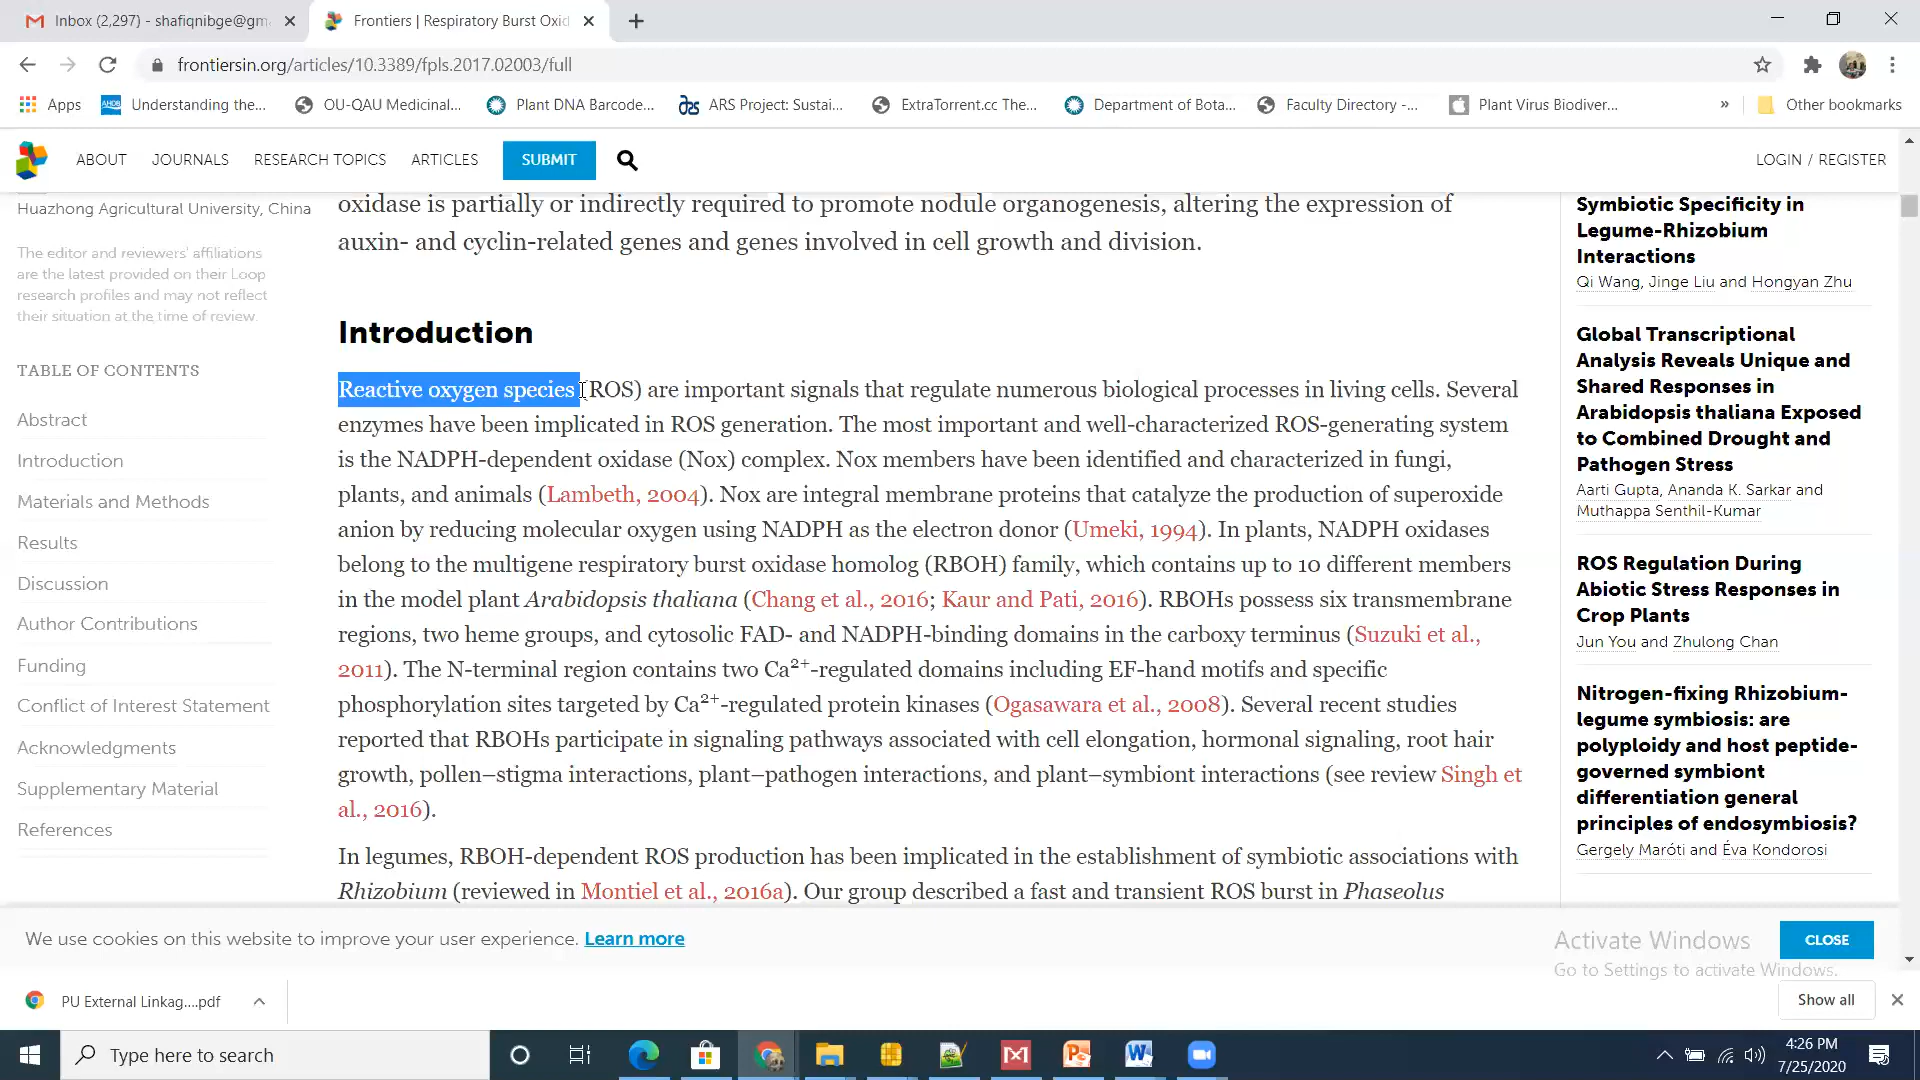 Inbox (2,297) - shafiqnibge@gm
Frontiers | Respiratory Burst Oxid
frontiersin.org/articles/10.3389/fpls.2017.02003/full
Apps
Understanding the...
OU-QAU Medicinal...
Plant DNA Barcode...
ARS Project: Sustai...
ExtraTorrent.cc The...
Department of Bota...
Faculty Directory -...
Plant Virus Biodiver...
»
Other bookmarks
ABOUT
JOURNALS
RESEARCH TOPICS
ARTICLES
SUBMIT
LOGIN / REGISTER
Huazhong Agricultural University, China
The editor and reviewers' affiliations
are the latest provided on their Loop
research profiles and may not reflect
their situation at the time of review.
TABLE OF CONTENTS
Abstract
Introduction
Materials and Methods
Results
Discussion
Author Contributions
Funding
Conflict of Interest Statement
Acknowledgments
Supplementary Material
References
oxidase is partially or indirectly required to promote nodule organogenesis, altering the expression of
auxin- and cyclin-related genes and genes involved in cell growth and division.
Introduction
Reactive oxygen species (ROS) are important signals that regulate numerous biological processes in living cells. Several
enzymes have been implicated in ROS generation. The most important and well-characterized ROS-generating system
is the NADPH-dependent oxidase (Nox) complex. Nox members have been identified and characterized in fungi,
plants, and animals (Lambeth, 2004). Nox are integral membrane proteins that catalyze the production of superoxide
anion by reducing molecular oxygen using NADPH as the electron donor (Umeki, 1994). In plants, NADPH oxidases
belong to the multigene respiratory burst oxidase homolog (RBOH) family, which contains up to 10 different members
in the model plant Arabidopsis thaliana (Chang et al., 2016; Kaur and Pati, 2016). RBOHs possess six transmembrane
regions, two heme groups, and cytosolic FAD- and NADPH-binding domains in the carboxy terminus (Suzuki et al.,
2011). The N-terminal region contains two Ca²⁺-regulated domains including EF-hand motifs and specific
phosphorylation sites targeted by Ca²⁺-regulated protein kinases (Ogasawara et al., 2008). Several recent studies
reported that RBOHs participate in signaling pathways associated with cell elongation, hormonal signaling, root hair
growth, pollen–stigma interactions, plant–pathogen interactions, and plant–symbiont interactions (see review Singh et
al., 2016).
In legumes, RBOH-dependent ROS production has been implicated in the establishment of symbiotic associations with
Rhizobium (reviewed in Montiel et al., 2016a). Our group described a fast and transient ROS burst in Phaseolus
Symbiotic Specificity in
Legume-Rhizobium
Interactions
Qi Wang, Jinge Liu and Hongyan Zhu
Global Transcriptional
Analysis Reveals Unique and
Shared Responses in
Arabidopsis thaliana Exposed
to Combined Drought and
Pathogen Stress
Aarti Gupta, Ananda K. Sarkar and
Muthappa Senthil-Kumar
ROS Regulation During
Abiotic Stress Responses in
Crop Plants
Jun You and Zhulong Chan
Nitrogen-fixing Rhizobium-
legume symbiosis: are
polyploidy and host peptide-
governed symbiont
differentiation general
principles of endosymbiosis?
Gergely Maróti and Éva Kondorosi
We use cookies on this website to improve your user experience. Learn more
CLOSE
Activate Windows
Go to Settings to activate Windows.
PU External Linkag....pdf
Show all
Type here to search
4:26 PM
7/25/2020